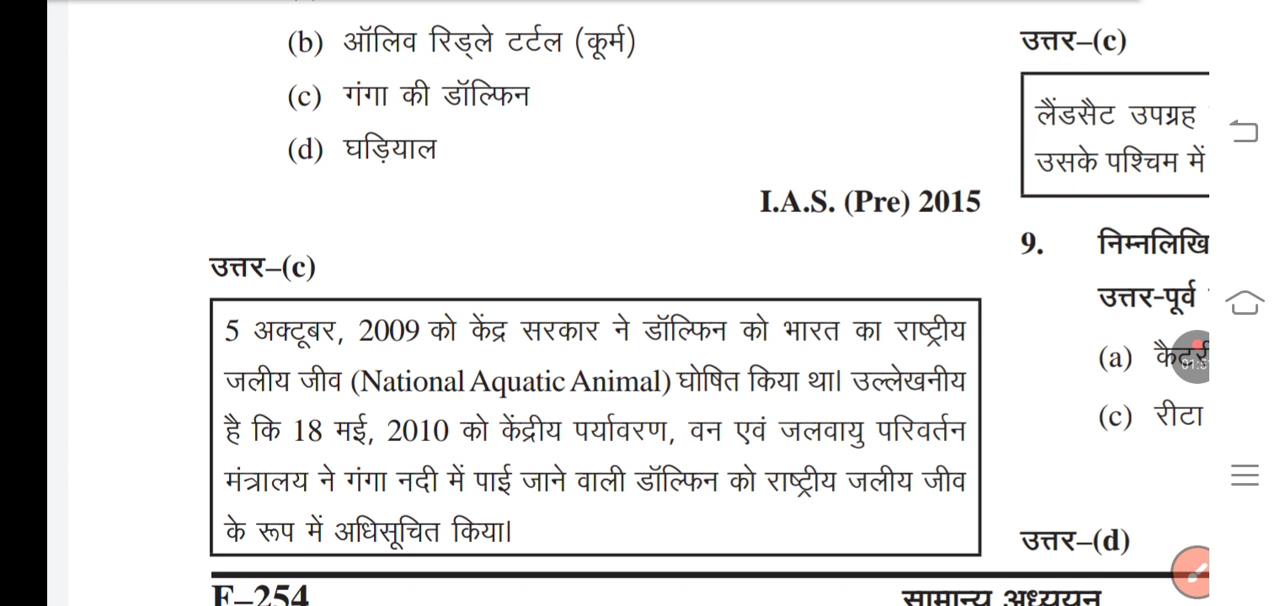 (b) ऑलिव रिड्ले टर्टल (कूर्म)
(c) गंगा की डॉल्फिन
(d) घड़ियाल
I.A.S. (Pre) 2015
उत्तर–(c)
5 अक्टूबर, 2009 को केंद्र सरकार ने डॉल्फिन को भारत का राष्ट्रीय
जलीय जीव (National Aquatic Animal) घोषित किया था। उल्लेखनीय
है कि 18 मई, 2010 को केंद्रीय पर्यावरण, वन एवं जलवायु परिवर्तन
मंत्रालय ने गंगा नदी में पाई जाने वाली डॉल्फिन को राष्ट्रीय जलीय जीव
के रूप में अधिसूचित किया।
F–254
सामान्य अध्ययन
उत्तर–(c)
लैंडसैट उपग्रह
उसके पश्चिम में
9.
उत्तर-पूर्व
(a)
(c) रीटा
उत्तर–(d)